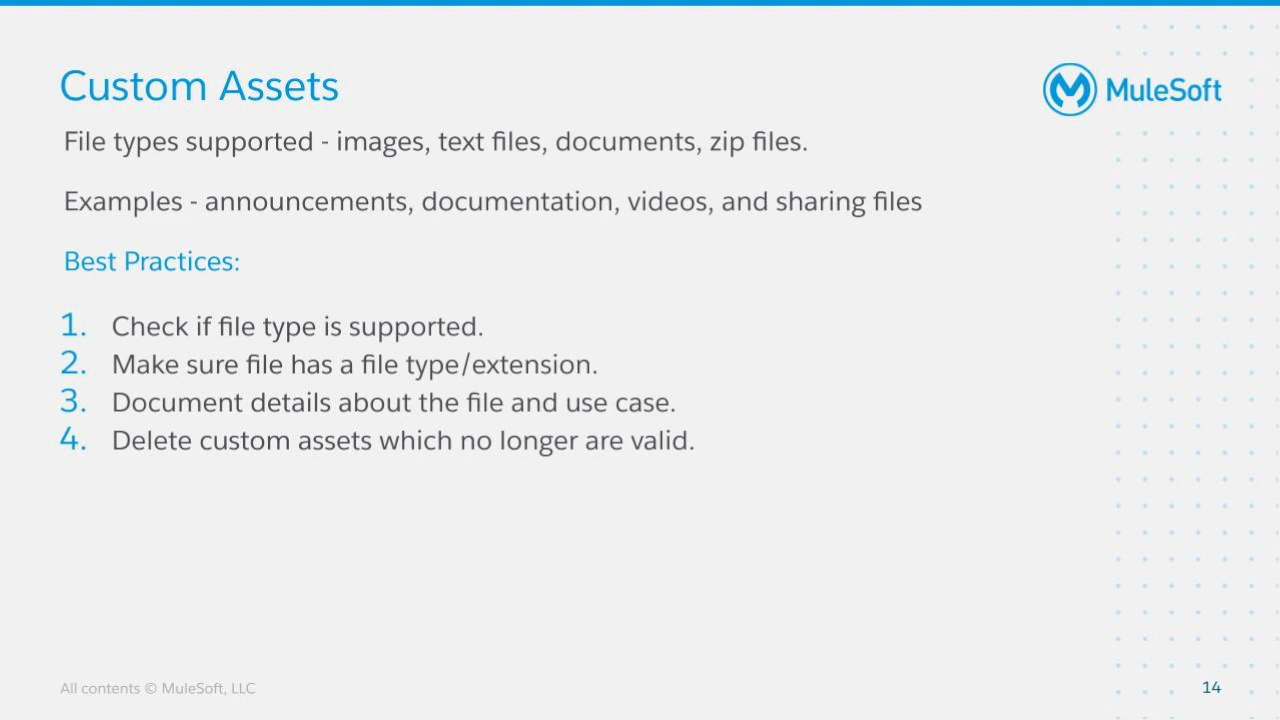 Custom Assets
MuleSoft
File types supported - images, text files, documents, zip files.
Examples - announcements, documentation, videos, and sharing files
Best Practices:
1. Check if file type is supported.
2. Make sure file has a file type/extension.
3. Document details about the file and use case.
4. Delete custom assets which no longer are valid.
All contents © MuleSoft, LLC
14